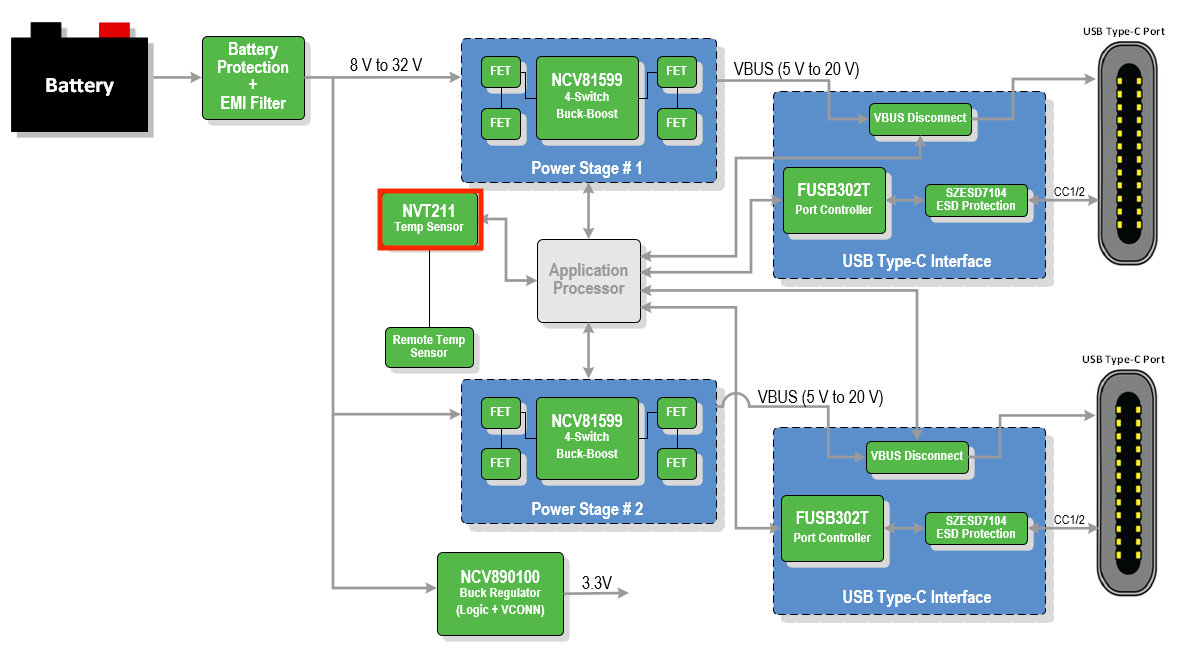 Battery
Battery
Protection
+
EMI Filter
8 V to 32 V
FET
FET
NCV81599
4-Switch
Buck-Boost
FET
FET
Power Stage # 1
VBUS (5 V to 20 V)
USB Type-C Port
VBUS Disconnect
FUSB302T
Port Controller
SZESD7104
ESD Protection
CC1/2
USB Type-C Interface
NVT211
Temp Sensor
Application
Processor
Remote Temp
Sensor
FET
FET
NCV81599
4-Switch
Buck-Boost
FET
FET
Power Stage # 2
VBUS (5 V to 20 V)
USB Type-C Port
VBUS Disconnect
FUSB302T
Port Controller
SZESD7104
ESD Protection
CC1/2
USB Type-C Interface
NCV890100
Buck Regulator
(Logic + VCONN)
3.3V